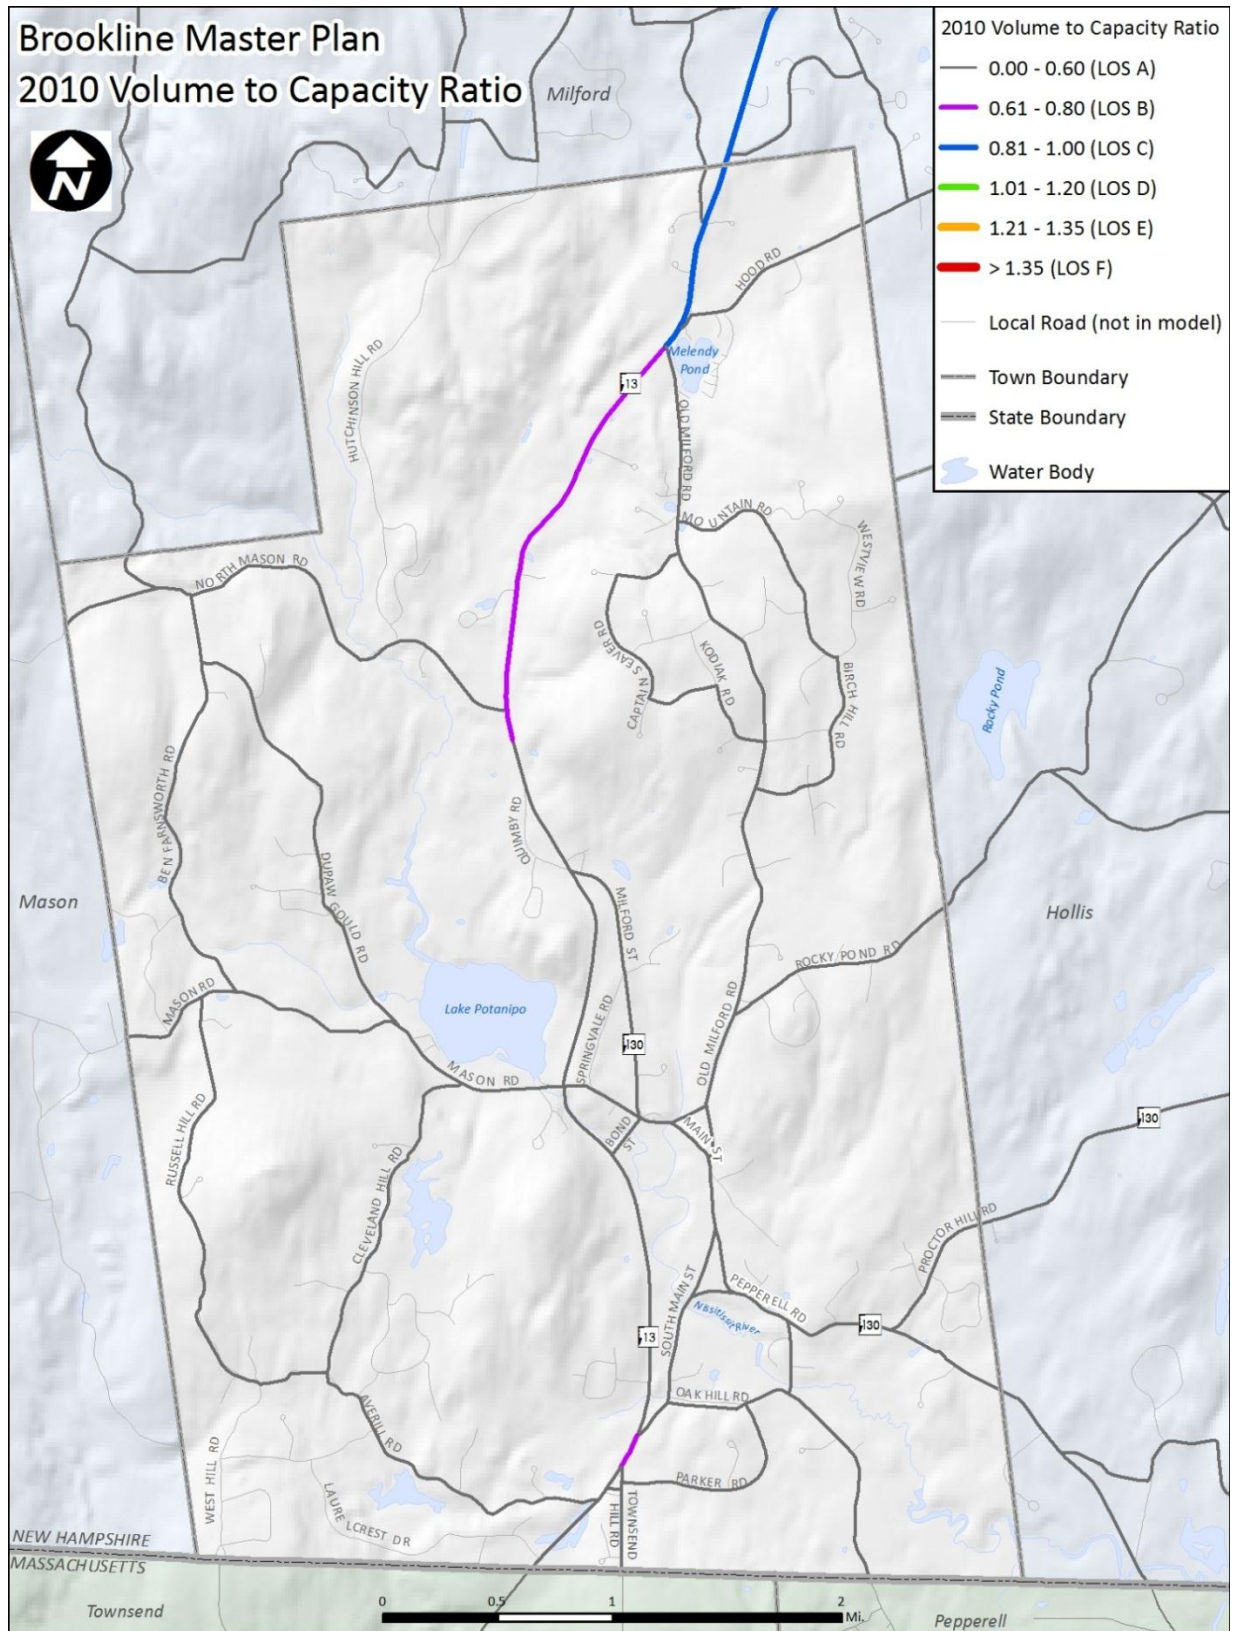 Brookline Master Plan
2010 Volume to Capacity Ratio
N
2010 Volume to Capacity Ratio
0.00 - 0.60 (LOS A)
0.61 - 0.80 (LOS B)
0.81 - 1.00 (LOS C)
1.01 - 1.20 (LOS D)
1.21 - 1.35 (LOS E)
> 1.35 (LOS F)
Local Road (not in model)
Town Boundary
State Boundary
Water Body
Milford
HOOD RD
Melendy
Pond
13
HUTCHINSON HILL RD
OLD MILFORD RD
MOUNTAIN RD
WESTVIEW RD
NORTH MASON RD
CAPTAIN SEAVER RD
KODIAK RD
BIRCH HILL RD
Rocky Pond
BEN FARNSWORTH RD
QUIMBY RD
DUPAW GOULD RD
MILFORD ST
Mason
Hollis
ROCKY POND RD
MASON RD
Lake Potanipo
SPRINGVALE RD
OLD MILFORD RD
130
MASON RD
RUSSELL HILL RD
BOND ST
MAIN ST
130
CLEVELAND HILL RD
PROCTOR HILL RD
SOUTH MAIN ST
PEPPERELL RD
130
13
OAK HILL RD
AVERILL RD
WEST HILL RD
PARKER RD
LAURELCREST DR
TOWNSEND
HILL RD
NEW HAMPSHIRE
MASSACHUSETTS
Townsend
0 0.5 1 2
Mi.
Pepperell